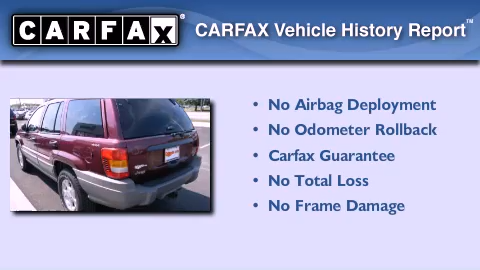 CARFAX
CARFAX Vehicle History Report™
• No Airbag Deployment
• No Odometer Rollback
• Carfax Guarantee
• No Total Loss
• No Frame Damage